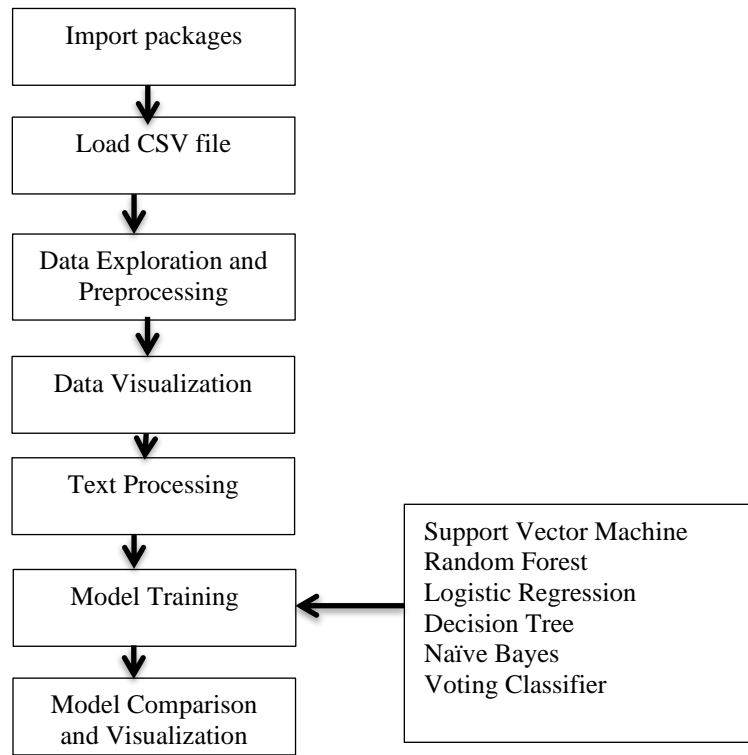 Import packages
Load CSV file
Data Exploration and
Preprocessing
Data Visualization
Text Processing
Model Training
Model Comparison
and Visualization
Support Vector Machine
Random Forest
Logistic Regression
Decision Tree
Naïve Bayes
Voting Classifier